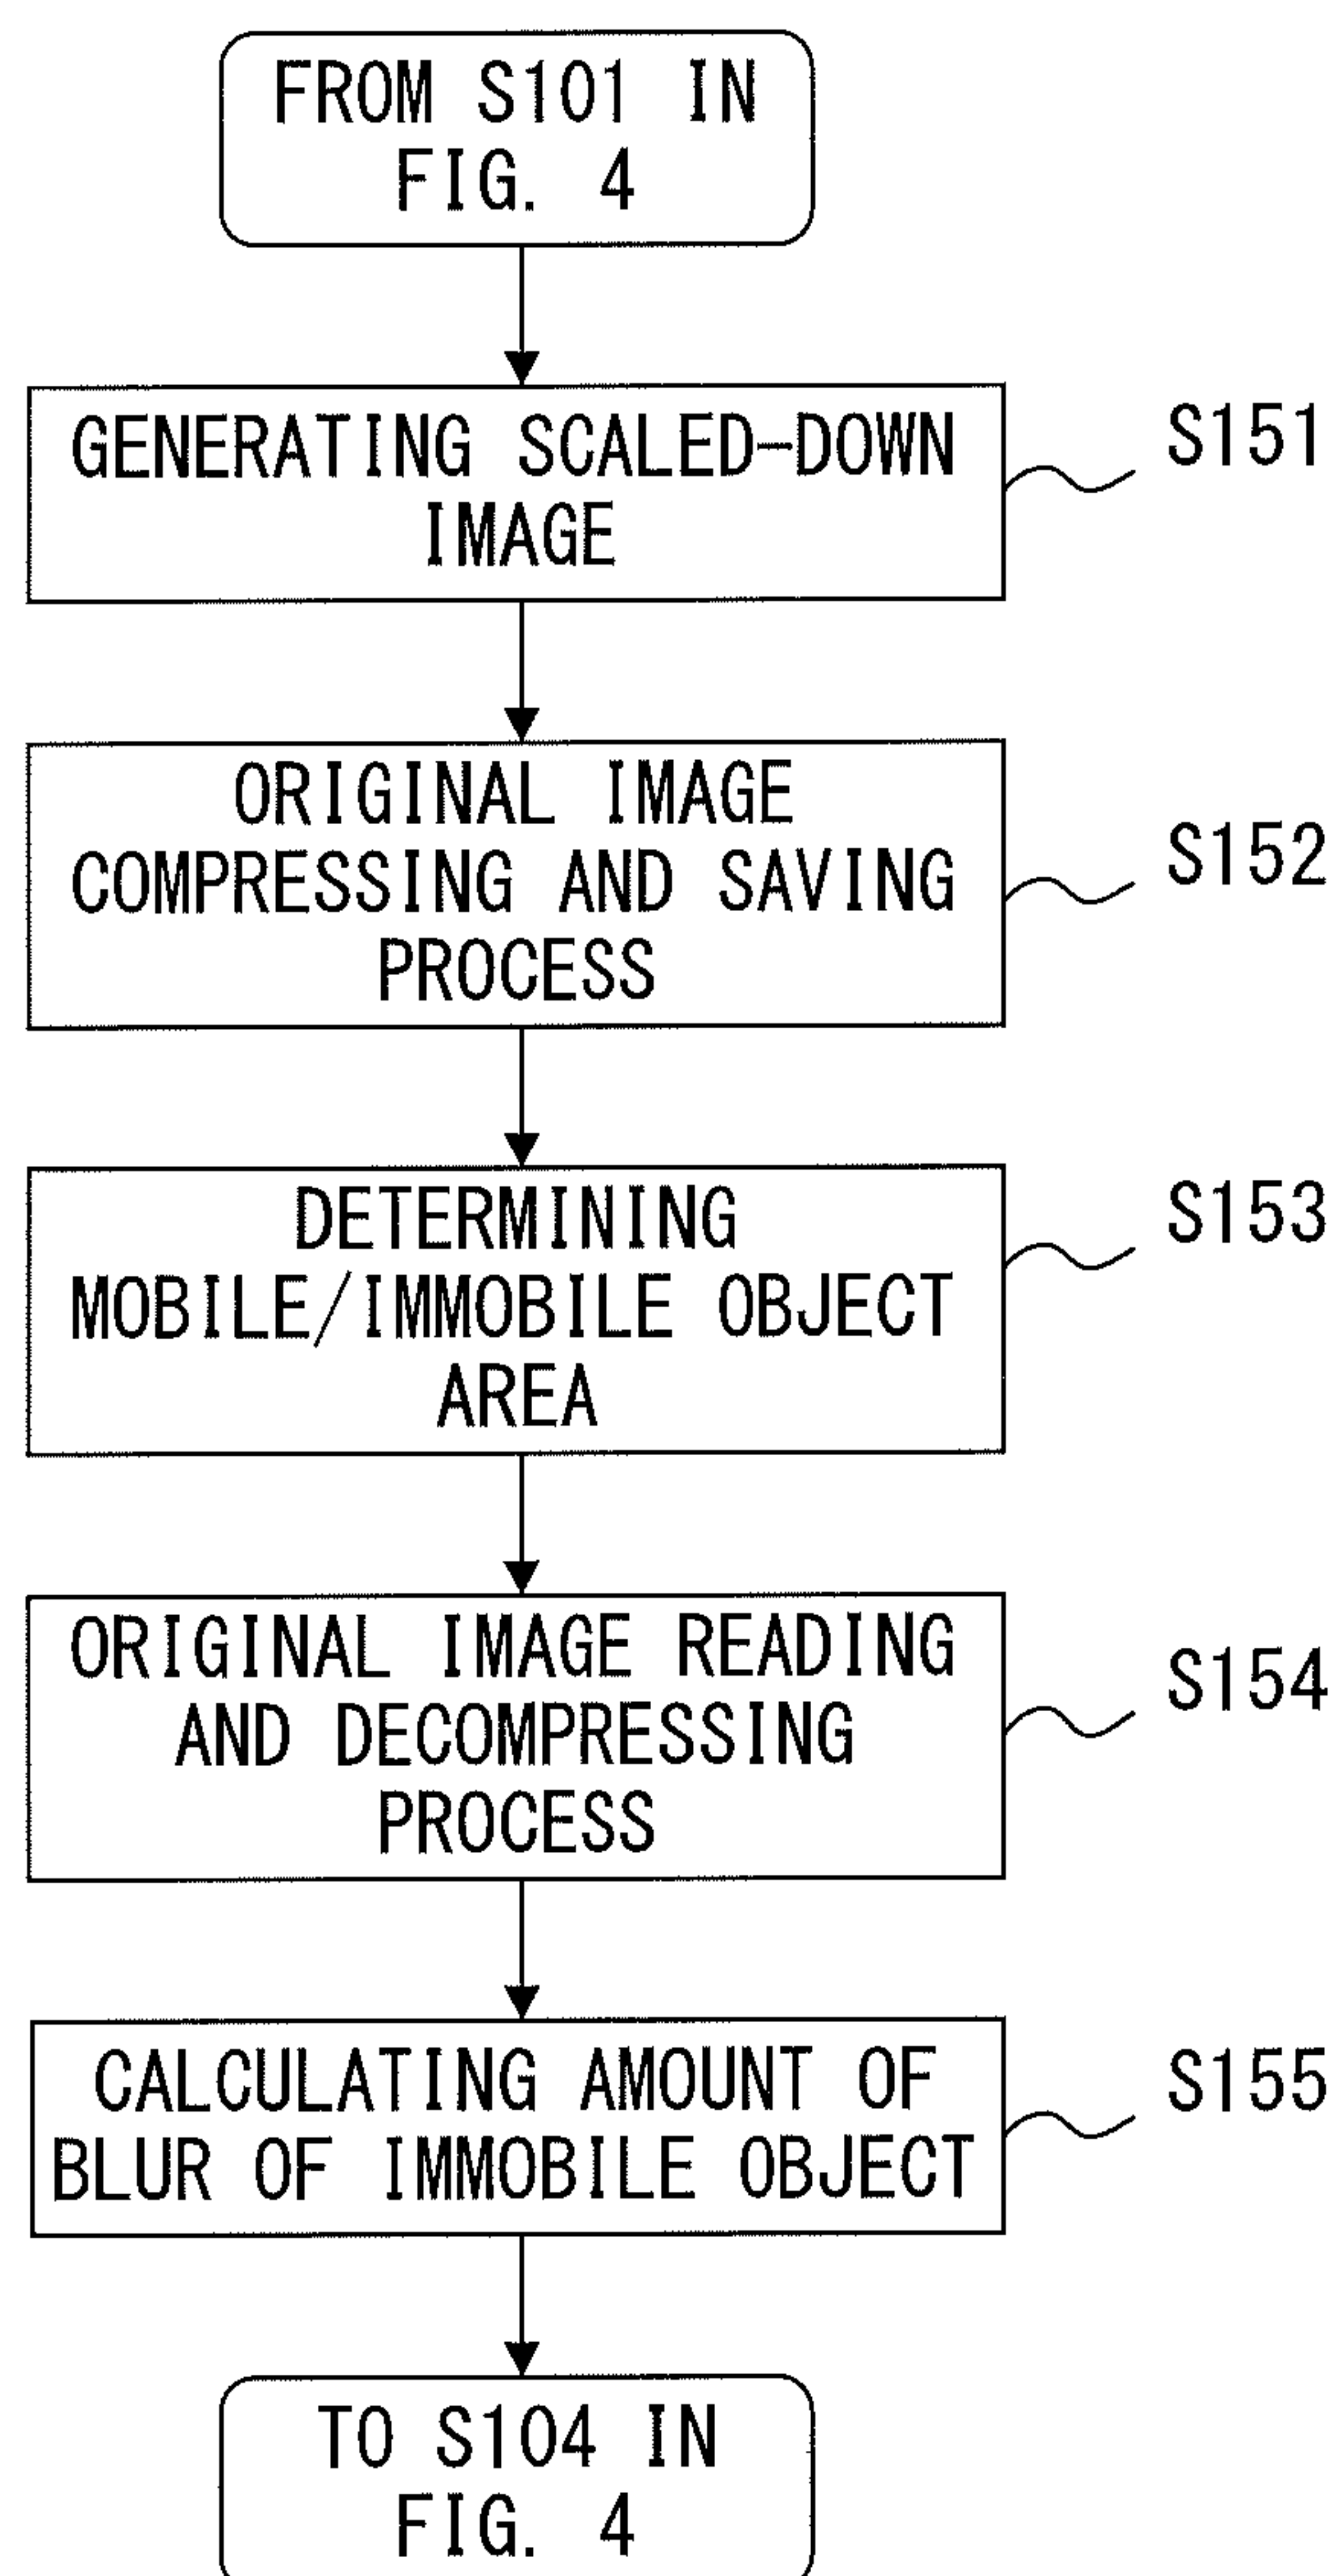 FROM S101 IN
FIG. 4
GENERATING SCALED-DOWN
IMAGE
S151
ORIGINAL IMAGE
COMPRESSING AND SAVING
PROCESS
S152
DETERMINING
MOBILE/IMMOBILE OBJECT
AREA
S153
ORIGINAL IMAGE READING
AND DECOMPRESSING
PROCESS
S154
CALCULATING AMOUNT OF
BLUR OF IMMOBILE OBJECT
S155
TO S104 IN
FIG. 4